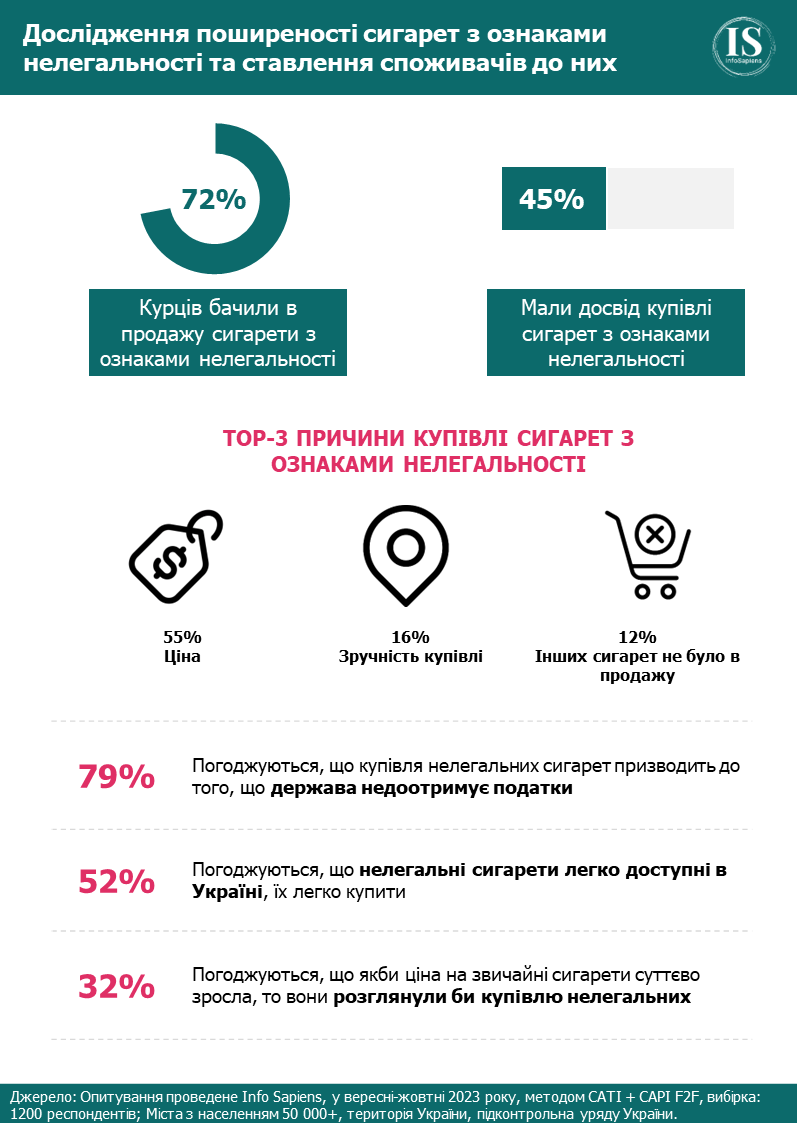 Дослідження поширеності сигарет з ознаками
нелегальності та ставлення споживачів до них
IS
InfoSapiens
72%
45%
Курців бачили в
продажу сигарети з
ознаками нелегальності
Мали досвід купівлі
сигарет з ознаками
нелегальності
TOP-3 ПРИЧИНИ КУПІВЛІ СИГАРЕТ З
ОЗНАКАМИ НЕЛЕГАЛЬНОСТІ
$
55%
Ціна
16%
Зручність купівлі
12%
Інших сигарет не було в
продажу
79%
Погоджуються, що купівля нелегальних сигарет призводить до
того, що держава недоотримує податки
52%
Погоджуються, що нелегальні сигарети легко доступні в
Україні, їх легко купити
32%
Погоджуються, що якби ціна на звичайні сигарети суттєво
зросла, то вони розглянули би купівлю нелегальних
Джерело: Опитування проведене Info Sapiens, у вересні-жовтні 2023 року, методом CATI + CAPI F2F, вибірка:
1200 респондентів; Міста з населенням 50 000+, територія України, підконтрольна уряду України.